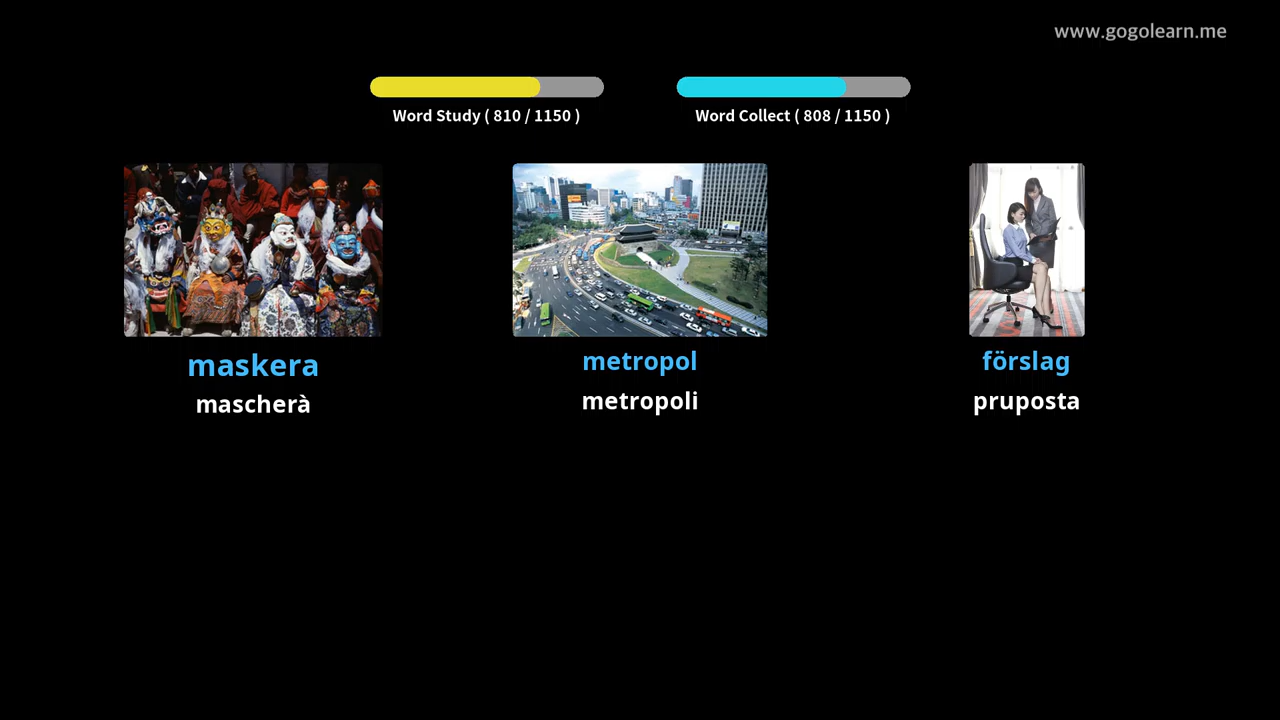 www.gogolearn.me
Word Study ( 810 / 1150 )
Word Collect ( 808 / 1150 )
maskera
mascherà
metropol
metropoli
förslag
pruposta